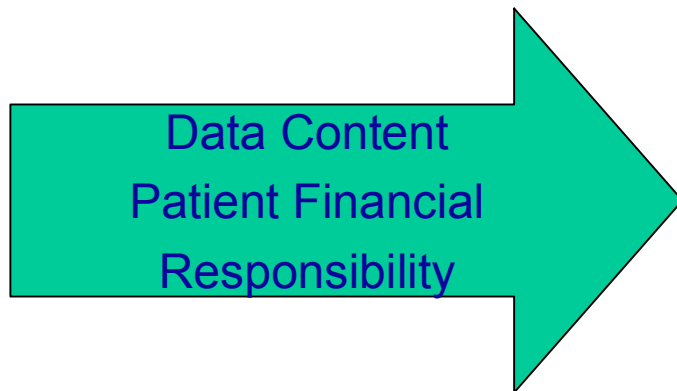 Data Content
Patient Financial
Responsibility